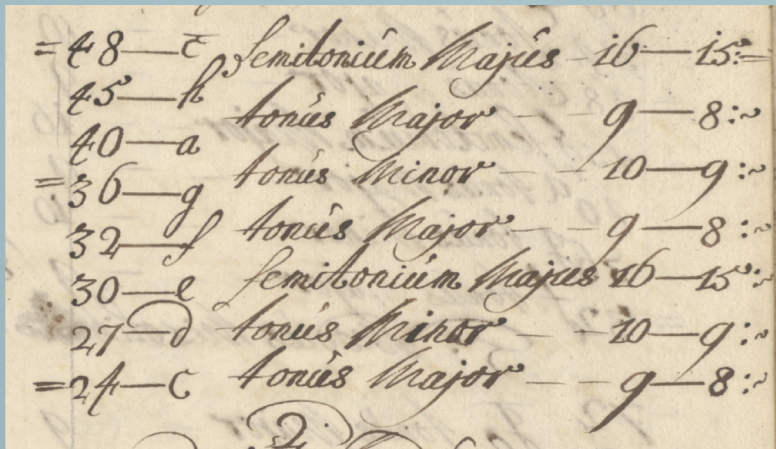 =48—c̄ Semitonium Majus — 16—15:~
45—h
tonus Major — 9—8:~
40—a
tonus Minor — 10—9:~
=36—g
tonus Major — 9—8:~
32—f
Semitonium Majus 16—15:~
30—e
tonus Minor — 10—9:~
27—d
tonus Major — 9—8:~
=24—c
2